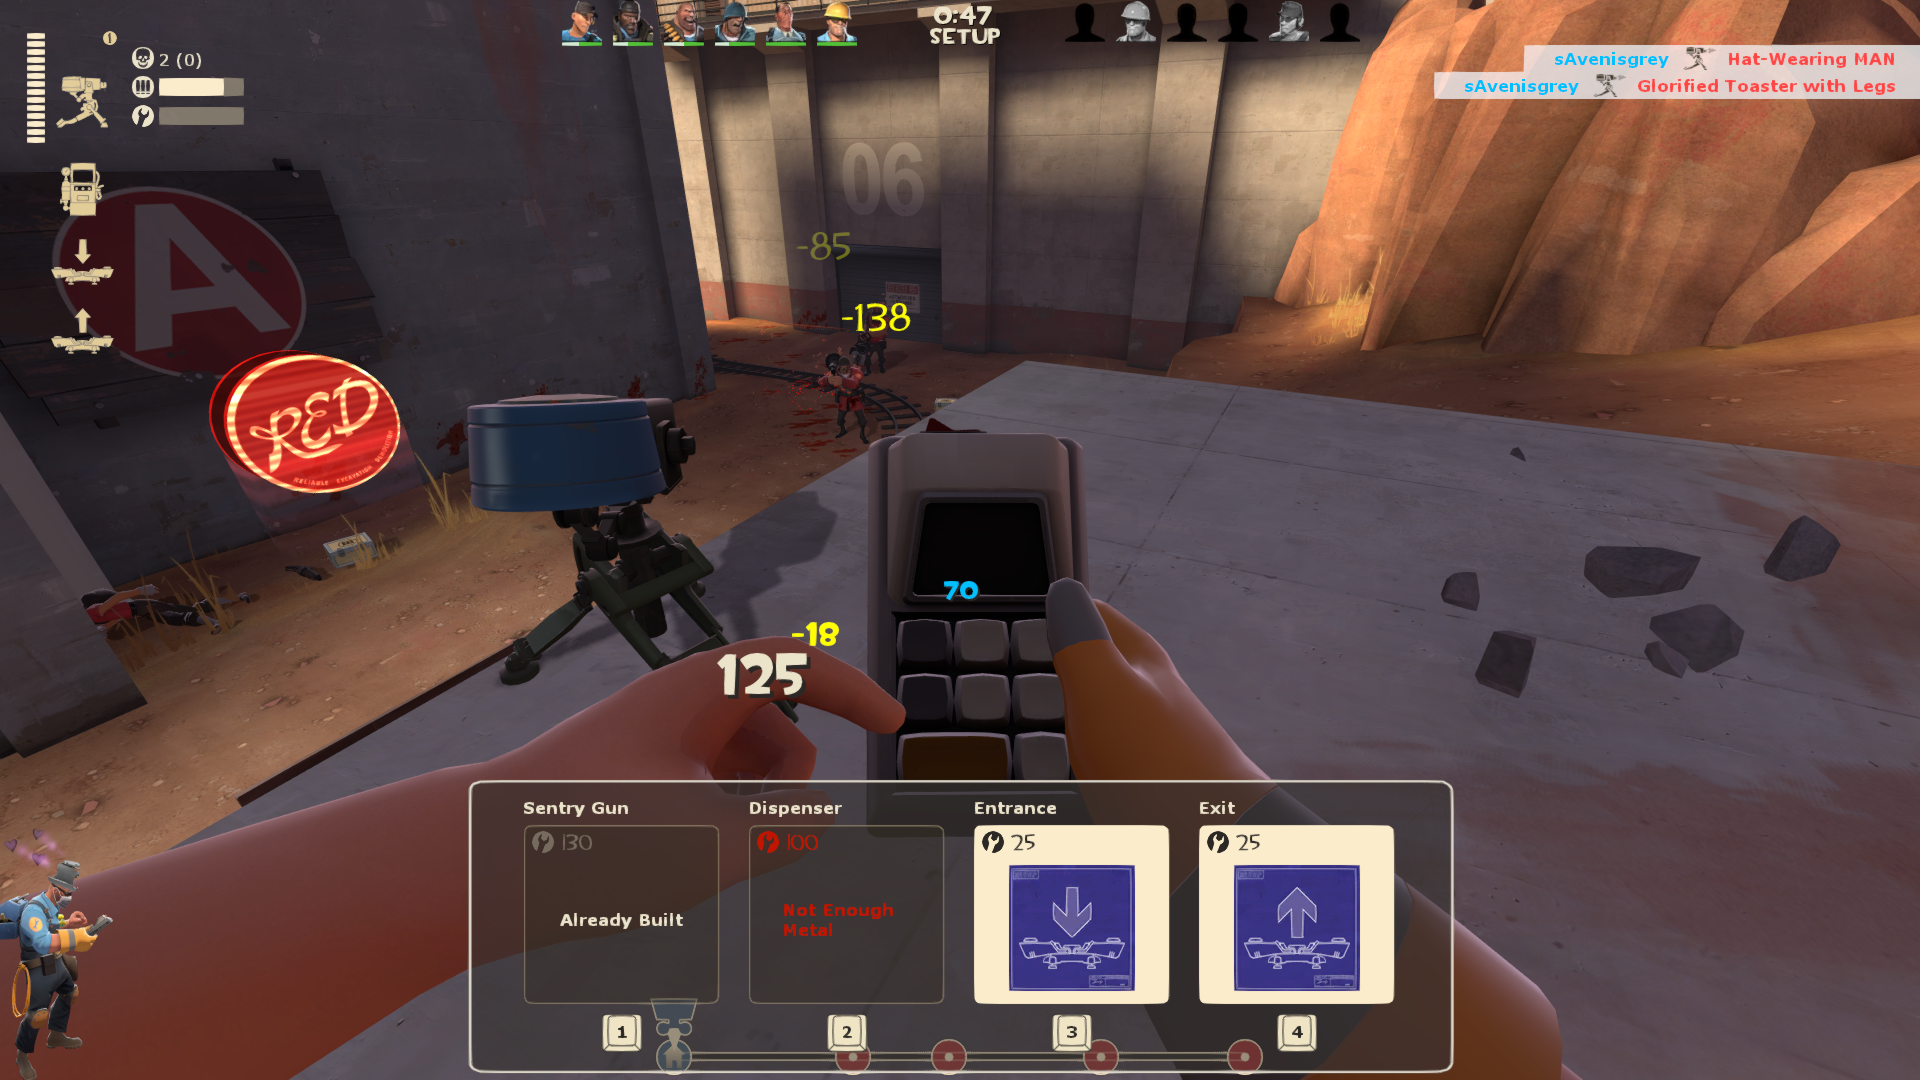 0:47
SETUP
1
2 (0)
sAvenisgrey Hat-Wearing MAN
sAvenisgrey Glorified Toaster with Legs
06
-85
-138
A
RED
70
-18
125
Sentry Gun Dispenser Entrance Exit
130 100 25 25
Already Built
Not Enough
Metal
1 2 3 4